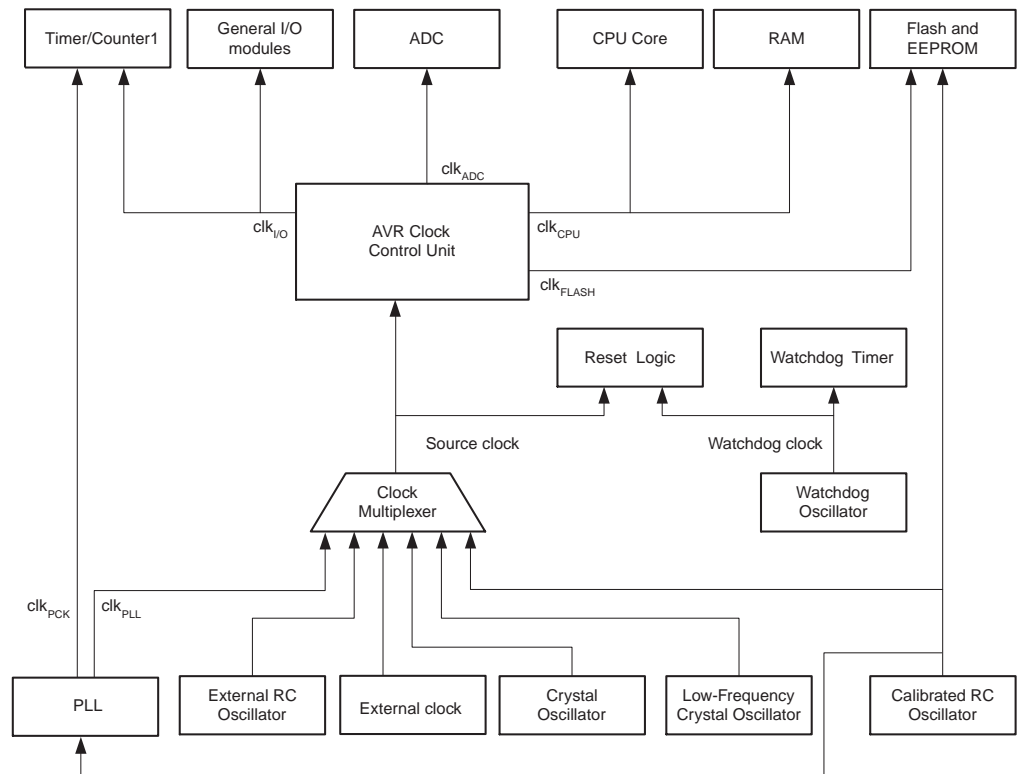 Timer/Counter1
General I/O
modules
ADC
CPU Core
RAM
Flash and
EEPROM
clkADC
clkI/O
AVR Clock
Control Unit
clkCPU
clkFLASH
Reset Logic
Watchdog Timer
Source clock
Watchdog clock
Clock
Multiplexer
Watchdog
Oscillator
clkPCK
clkPLL
PLL
External RC
Oscillator
External clock
Crystal
Oscillator
Low-Frequency
Crystal Oscillator
Calibrated RC
Oscillator